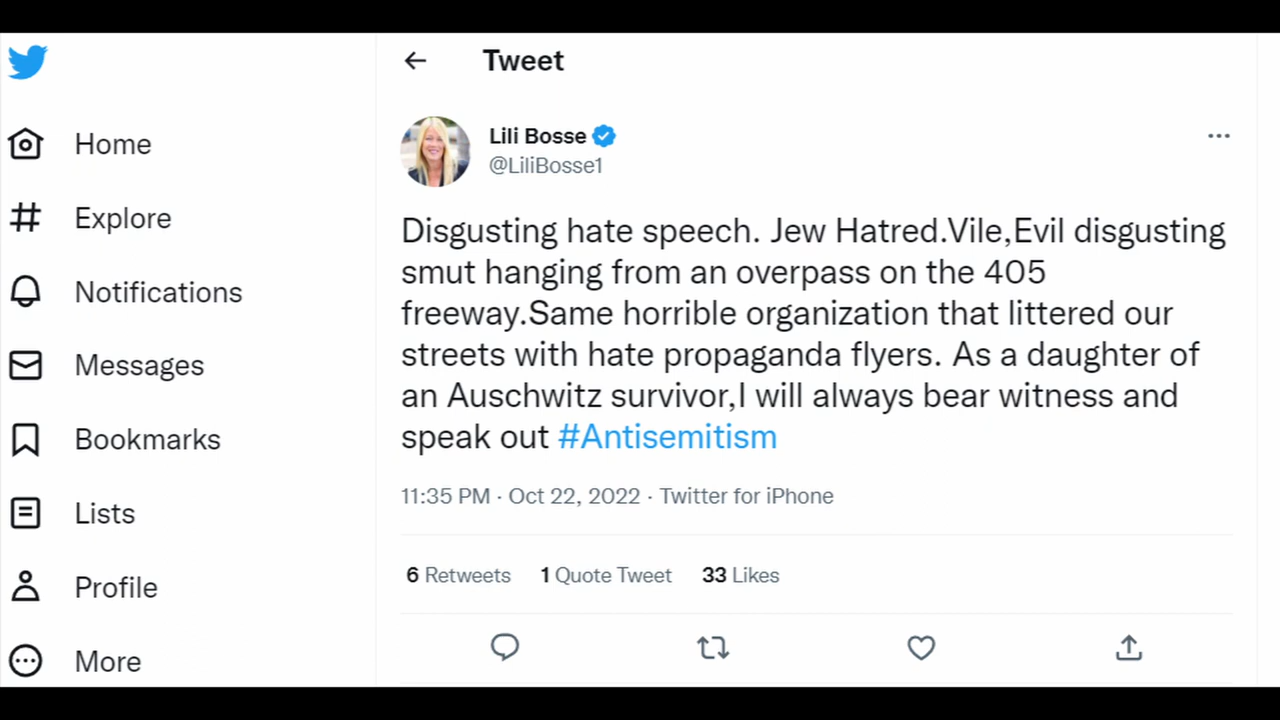 Tweet
Home
Explore
Notifications
Messages
Bookmarks
Lists
Profile
More
Lili Bosse
@LiliBosse1
Disgusting hate speech. Jew Hatred.Vile,Evil disgusting
smut hanging from an overpass on the 405
freeway.Same horrible organization that littered our
streets with hate propaganda flyers. As a daughter of
an Auschwitz survivor,I will always bear witness and
speak out #Antisemitism
11:35 PM · Oct 22, 2022 · Twitter for iPhone
6 Retweets 1 Quote Tweet 33 Likes